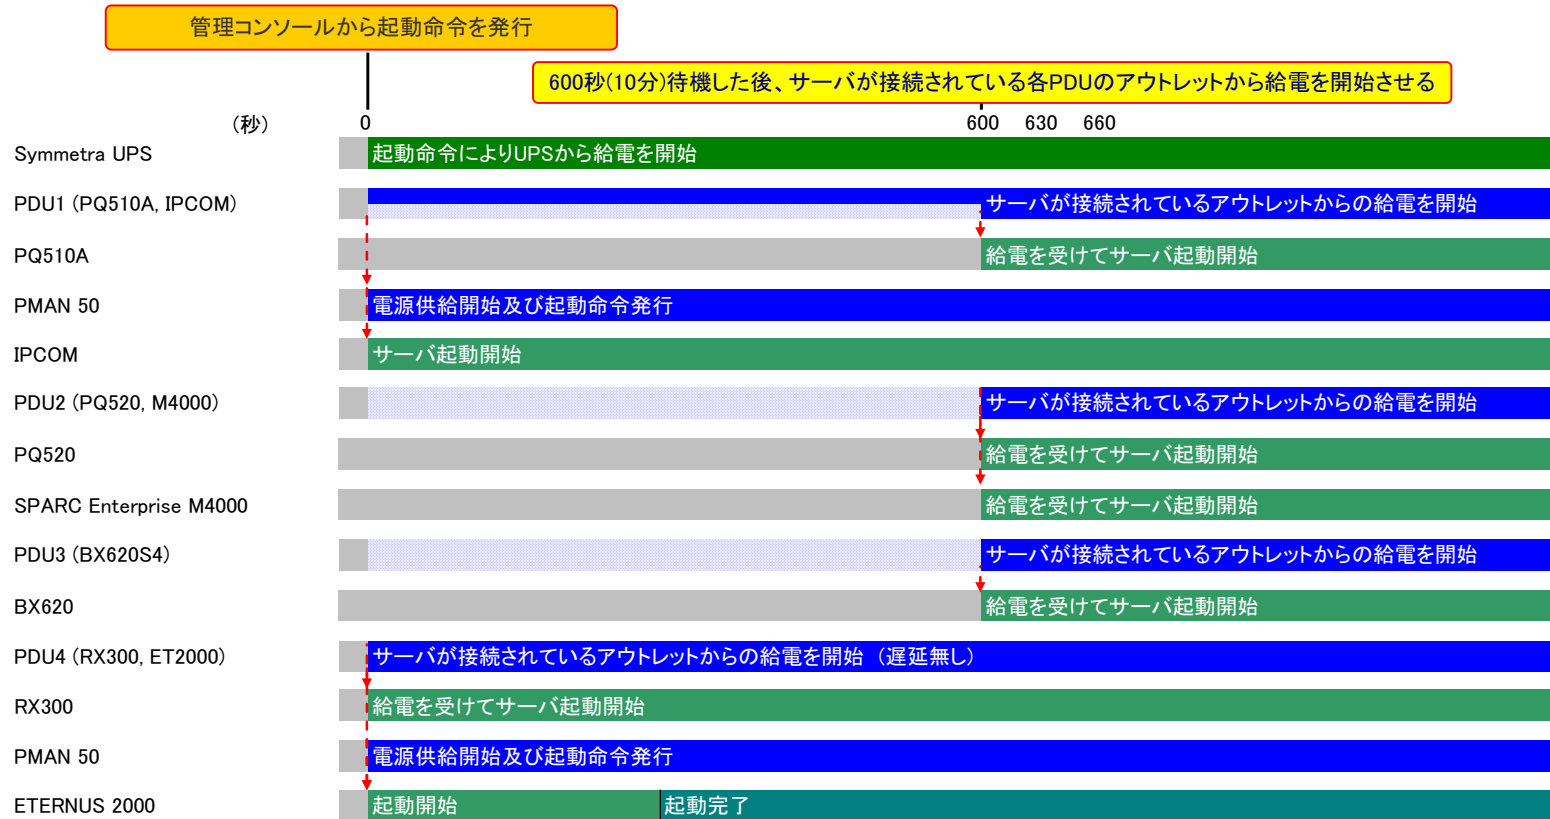 管理コンソールから起動命令を発行
600秒(10分)待機した後、サーバが接続されている各PDUのアウトレットから給電を開始させる
(秒) 0 600 630 660
Symmetra UPS 起動命令によりUPSから給電を開始
PDU1 (PQ510A, IPCOM) サーバが接続されているアウトレットからの給電を開始
PQ510A 給電を受けてサーバ起動開始
PMAN 50 電源供給開始及び起動命令発行
IPCOM サーバ起動開始
PDU2 (PQ520, M4000) サーバが接続されているアウトレットからの給電を開始
PQ520 給電を受けてサーバ起動開始
SPARC Enterprise M4000 給電を受けてサーバ起動開始
PDU3 (BX620S4) サーバが接続されているアウトレットからの給電を開始
BX620 給電を受けてサーバ起動開始
PDU4 (RX300, ET2000) サーバが接続されているアウトレットからの給電を開始 (遅延無し)
RX300 給電を受けてサーバ起動開始
PMAN 50 電源供給開始及び起動命令発行
ETERNUS 2000 起動開始 起動完了